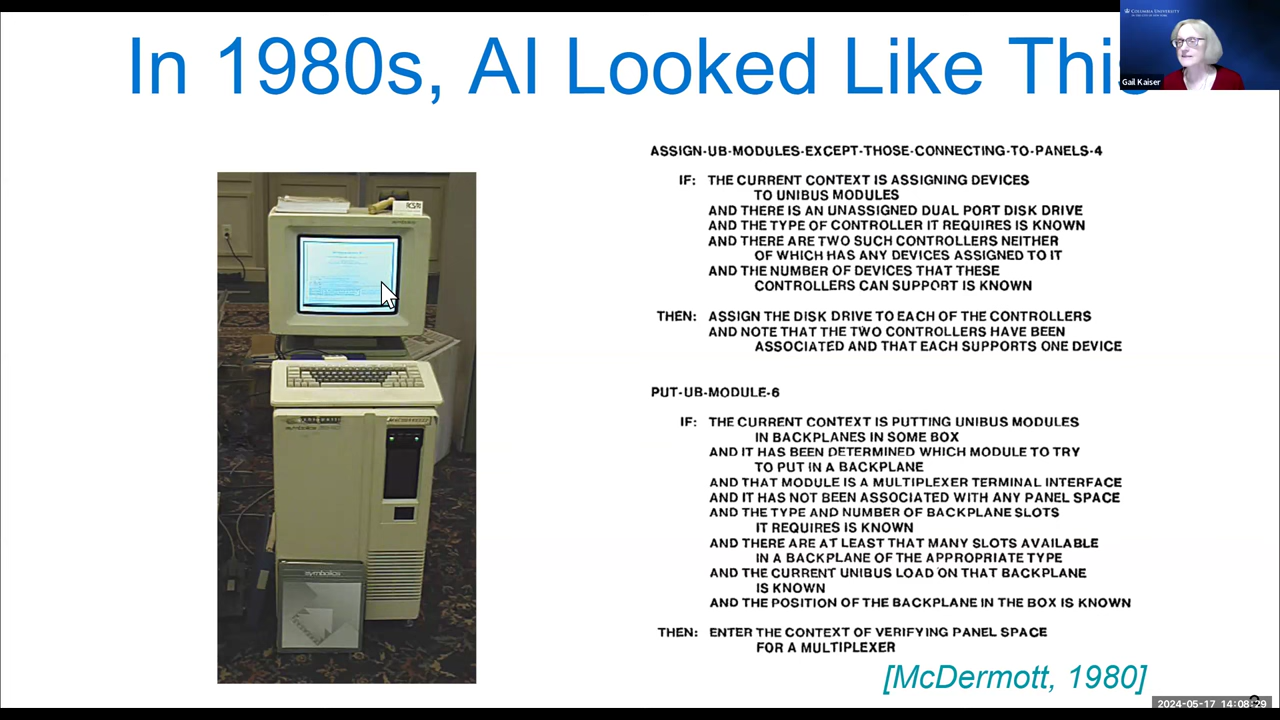 In 1980s, AI Looked Like This
COLUMBIA UNIVERSITY
IN THE CITY OF NEW YORK
Gail Kaiser
ASSIGN-UB-MODULES-EXCEPT-THOSE-CONNECTING-TO-PANELS-4
IF: THE CURRENT CONTEXT IS ASSIGNING DEVICES
TO UNIBUS MODULES
AND THERE IS AN UNASSIGNED DUAL PORT DISK DRIVE
AND THE TYPE OF CONTROLLER IT REQUIRES IS KNOWN
AND THERE ARE TWO SUCH CONTROLLERS NEITHER
OF WHICH HAS ANY DEVICES ASSIGNED TO IT
AND THE NUMBER OF DEVICES THAT THESE
CONTROLLERS CAN SUPPORT IS KNOWN
THEN: ASSIGN THE DISK DRIVE TO EACH OF THE CONTROLLERS
AND NOTE THAT THE TWO CONTROLLERS HAVE BEEN
ASSOCIATED AND THAT EACH SUPPORTS ONE DEVICE
PUT-UB-MODULE-6
IF: THE CURRENT CONTEXT IS PUTTING UNIBUS MODULES
IN BACKPLANES IN SOME BOX
AND IT HAS BEEN DETERMINED WHICH MODULE TO TRY
TO PUT IN A BACKPLANE
AND THAT MODULE IS A MULTIPLEXER TERMINAL INTERFACE
AND IT HAS NOT BEEN ASSOCIATED WITH ANY PANEL SPACE
AND THE TYPE AND NUMBER OF BACKPLANE SLOTS
IT REQUIRES IS KNOWN
AND THERE ARE AT LEAST THAT MANY SLOTS AVAILABLE
IN A BACKPLANE OF THE APPROPRIATE TYPE
AND THE CURRENT UNIBUS LOAD ON THAT BACKPLANE
IS KNOWN
AND THE POSITION OF THE BACKPLANE IN THE BOX IS KNOWN
THEN: ENTER THE CONTEXT OF VERIFYING PANEL SPACE
FOR A MULTIPLEXER
symbolics
[McDermott, 1980]
2024-05-17 14:08:29